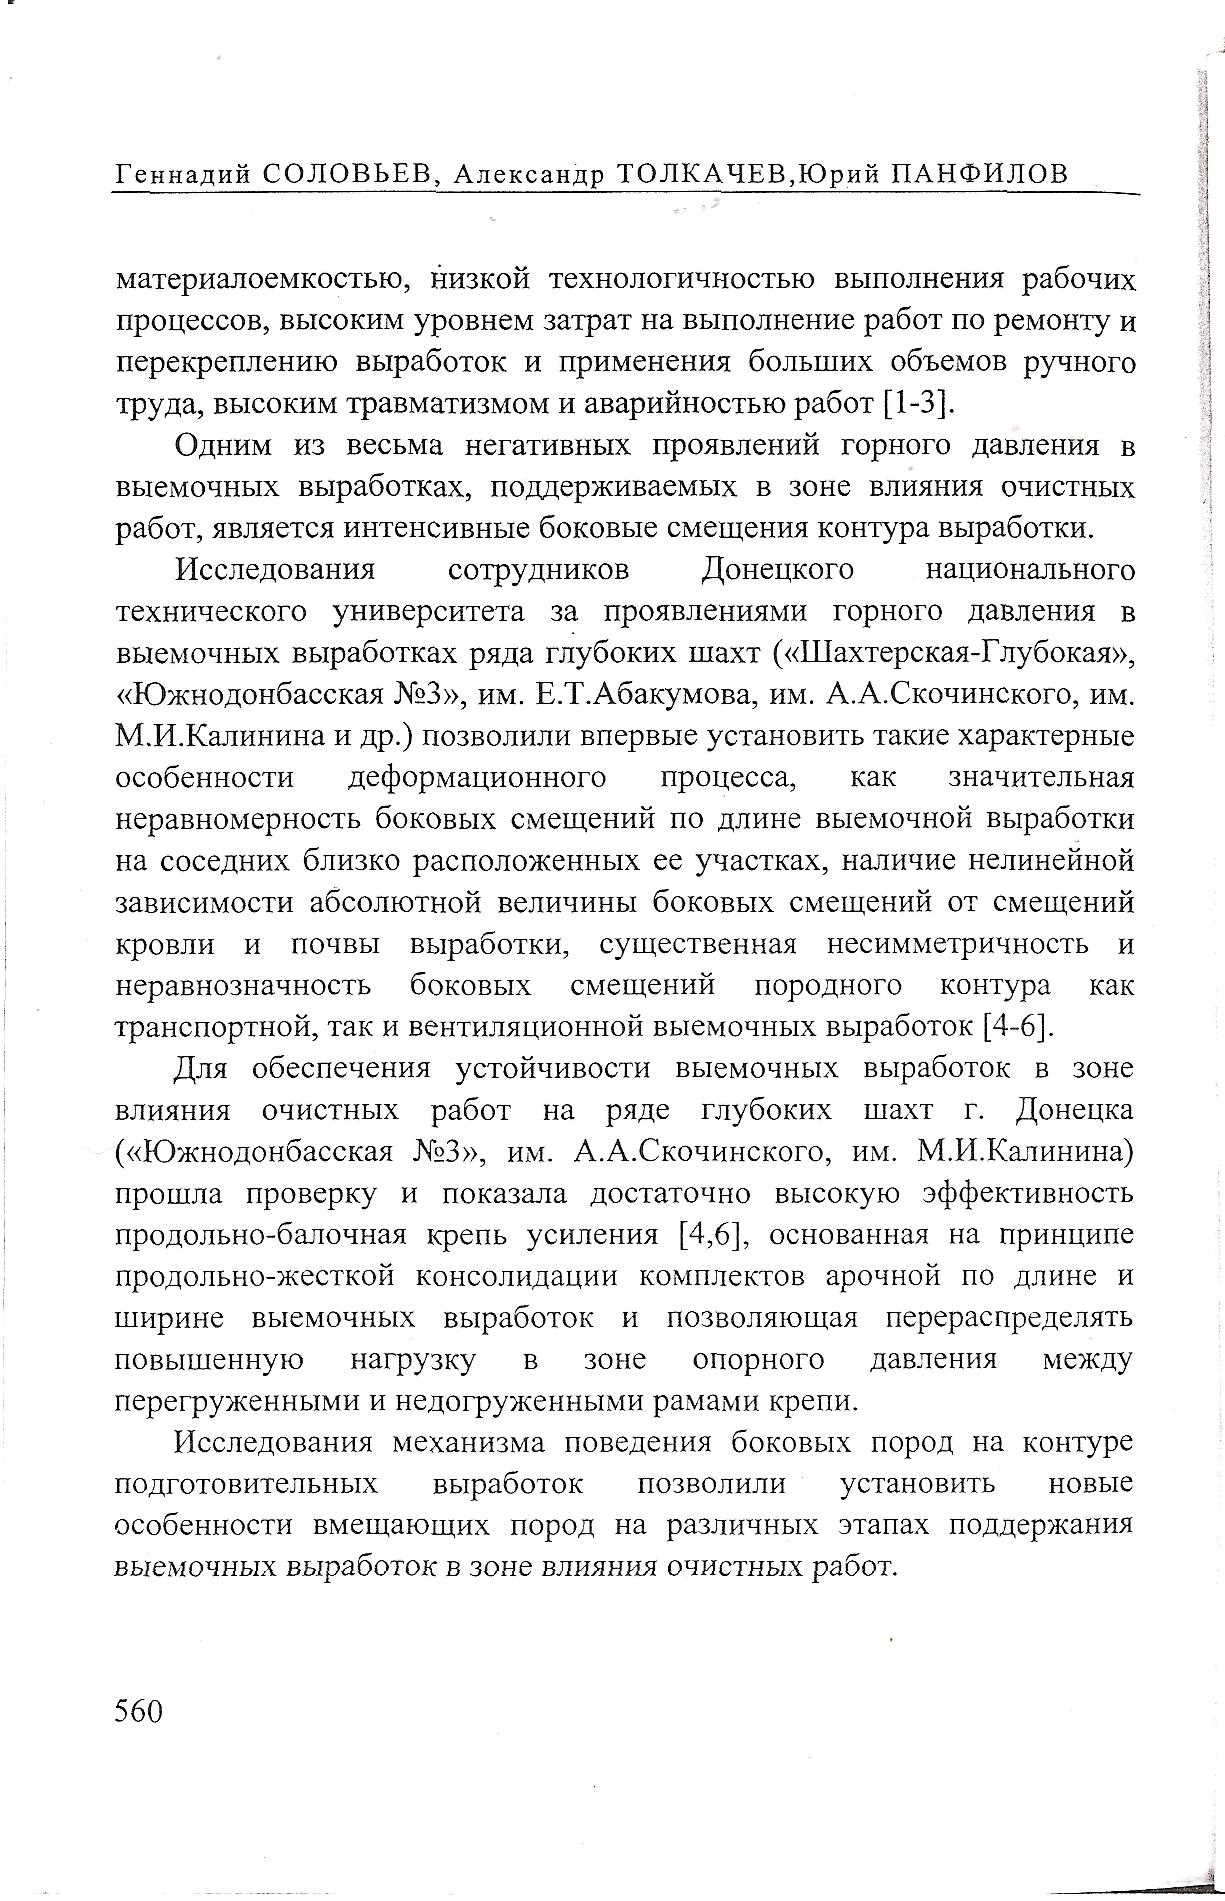 Геннадий СОЛОВЬЕВ, Александр ТОЛКАЧЕВ,Юрий ПАНФИЛОВ
материалоемкостью, низкой технологичностью выполнения рабочих
процессов, высоким уровнем затрат на выполнение работ по ремонту и
перекреплению выработок и применения больших объемов ручного
труда, высоким травматизмом и аварийностью работ [1-3].
Одним из весьма негативных проявлений горного давления в
выемочных выработках, поддерживаемых в зоне влияния очистных
работ, является интенсивные боковые смещения контура выработки.
Исследования сотрудников Донецкого национального
технического университета за проявлениями горного давления в
выемочных выработках ряда глубоких шахт («Шахтерская-Глубокая»,
«Южнодонбасская №3», им. Е.Т.Абакумова, им. А.А.Скочинского, им.
М.И.Калинина и др.) позволили впервые установить такие характерные
особенности деформационного процесса, как значительная
неравномерность боковых смещений по длине выемочной выработки
на соседних близко расположенных ее участках, наличие нелинейной
зависимости абсолютной величины боковых смещений от смещений
кровли и почвы выработки, существенная несимметричность и
неравнозначность боковых смещений породного контура как
транспортной, так и вентиляционной выемочных выработок [4-6].
Для обеспечения устойчивости выемочных выработок в зоне
влияния очистных работ на ряде глубоких шахт г. Донецка
(«Южнодонбасская №3», им. А.А.Скочинского, им. М.И.Калинина)
прошла проверку и показала достаточно высокую эффективность
продольно-балочная крепь усиления [4,6], основанная на принципе
продольно-жесткой консолидации комплектов арочной по длине и
ширине выемочных выработок и позволяющая перераспределять
повышенную нагрузку в зоне опорного давления между
перегруженными и недогруженными рамами крепи.
Исследования механизма поведения боковых пород на контуре
подготовительных выработок позволили установить новые
особенности вмещающих пород на различных этапах поддержания
выемочных выработок в зоне влияния очистных работ.
560